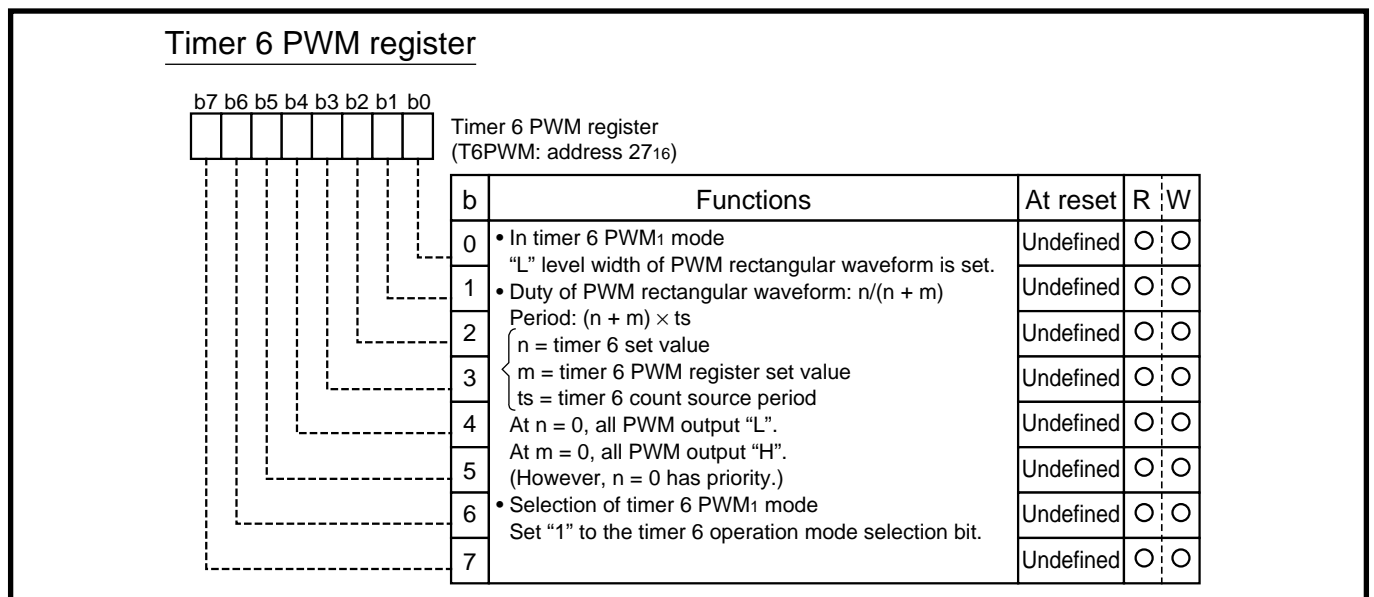 Timer 6 PWM register
b7 b6 b5 b4 b3 b2 b1 b0
Timer 6 PWM register
(T6PWM: address 2716)
b Functions At reset R W
0 • In timer 6 PWM1 mode Undefined O O
“L” level width of PWM rectangular waveform is set.
1 • Duty of PWM rectangular waveform: n/(n + m) Undefined O O
Period: (n + m) × ts
2 n = timer 6 set value Undefined O O
3 m = timer 6 PWM register set value Undefined O O
ts = timer 6 count source period
4 At n = 0, all PWM output “L”. Undefined O O
At m = 0, all PWM output “H”.
5 (However, n = 0 has priority.) Undefined O O
6 • Selection of timer 6 PWM1 mode Undefined O O
Set “1” to the timer 6 operation mode selection bit.
7 Undefined O O